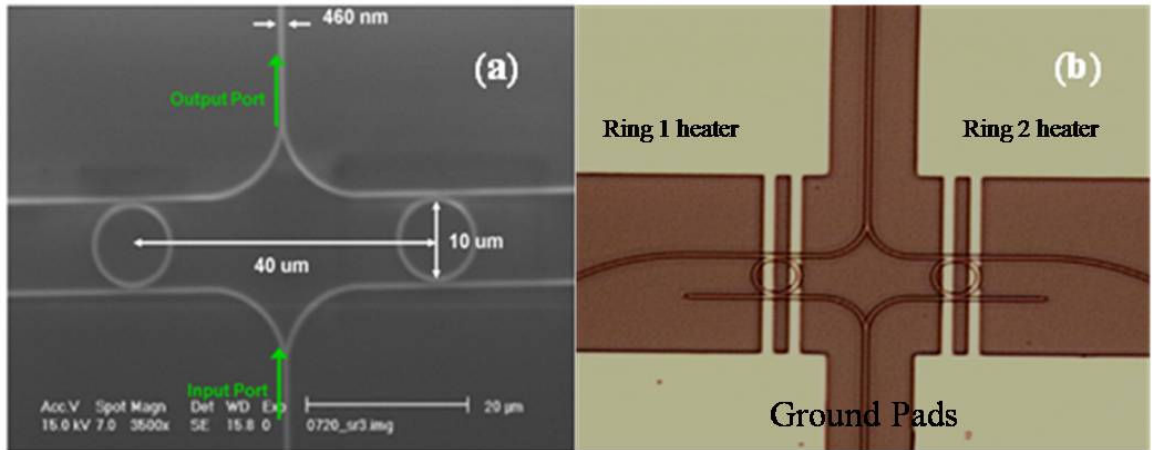 460 nm
(a)
Output Port
10 um
40 um
Input Port
Acc.V Spot Magn Det WD Exp
15.0 kV 7.0 3500x SE 15.8 0 0720_sr3.img
20 µm
(b)
Ring 1 heater
Ring 2 heater
Ground Pads